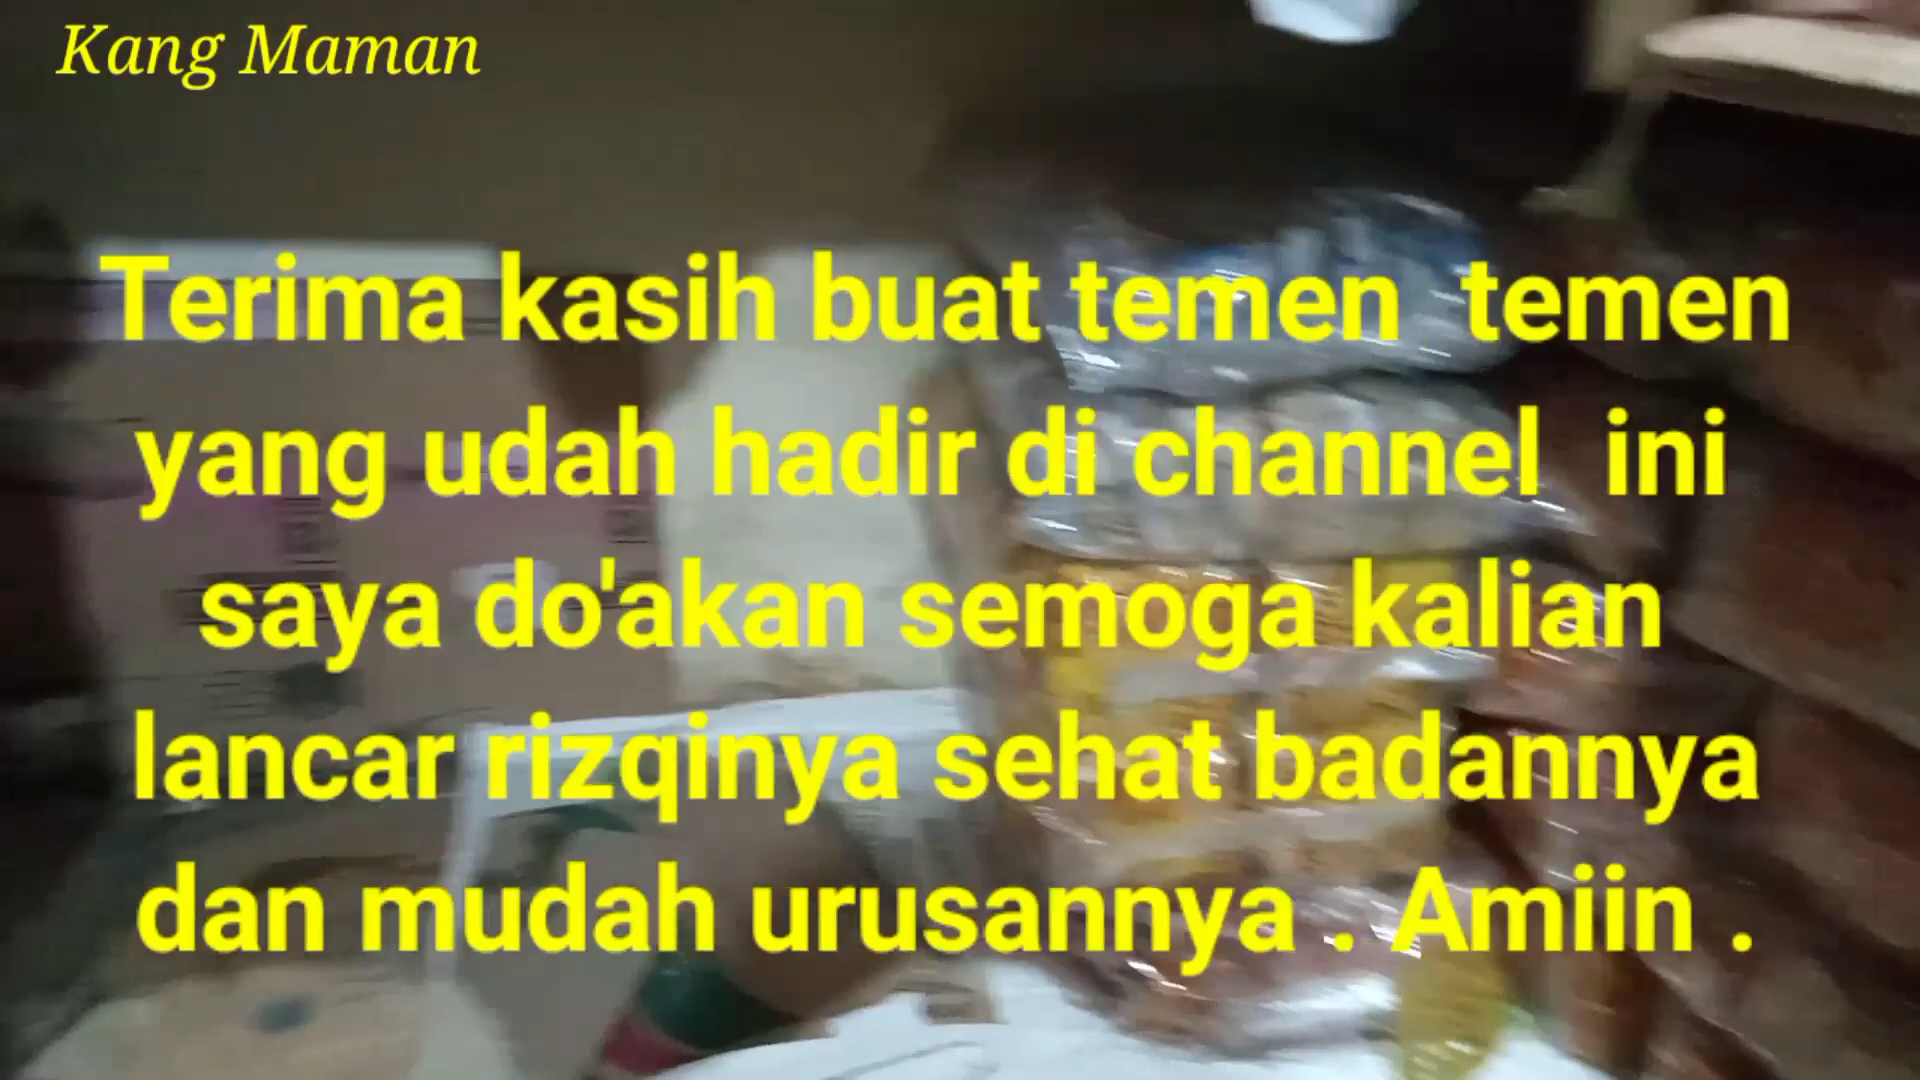 Kang Maman
Terima kasih buat temen temen
yang udah hadir di channel ini
saya do'akan semoga kalian
lancar rizqinya sehat badannya
dan mudah urusannya . Amiin .